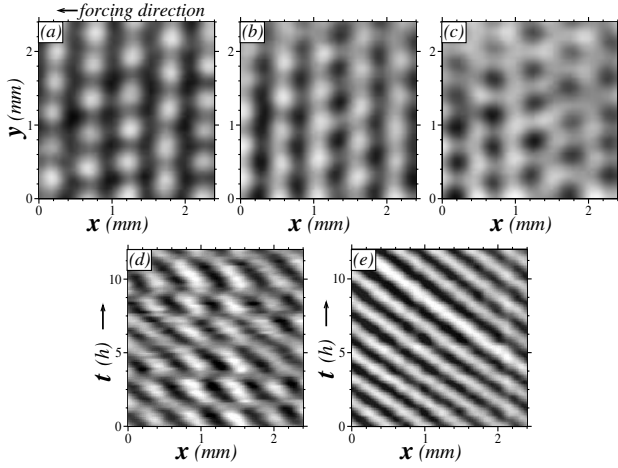 ← forcing direction
(a) (b) (c)
2
1
0
y (mm)
0 1 2 0 1 2 0 1 2
x (mm) x (mm) x (mm)
(d) (e)
10 10
5 5
0 0
t (h) → t (h) →
0 1 2 0 1 2
x (mm) x (mm)